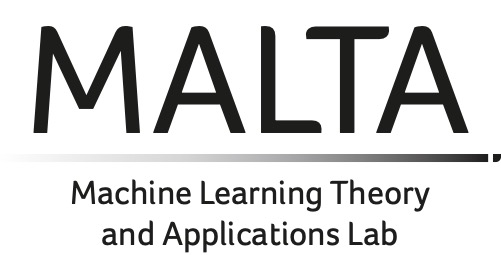 MALTA
Machine Learning Theory
and Applications Lab